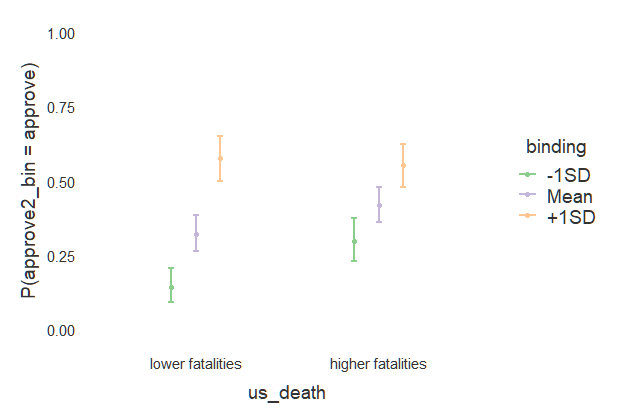 1.00
0.75
0.50
0.25
0.00
P(approve2_bin = approve)
lower fatalities
higher fatalities
us_death
binding
-1SD
Mean
+1SD